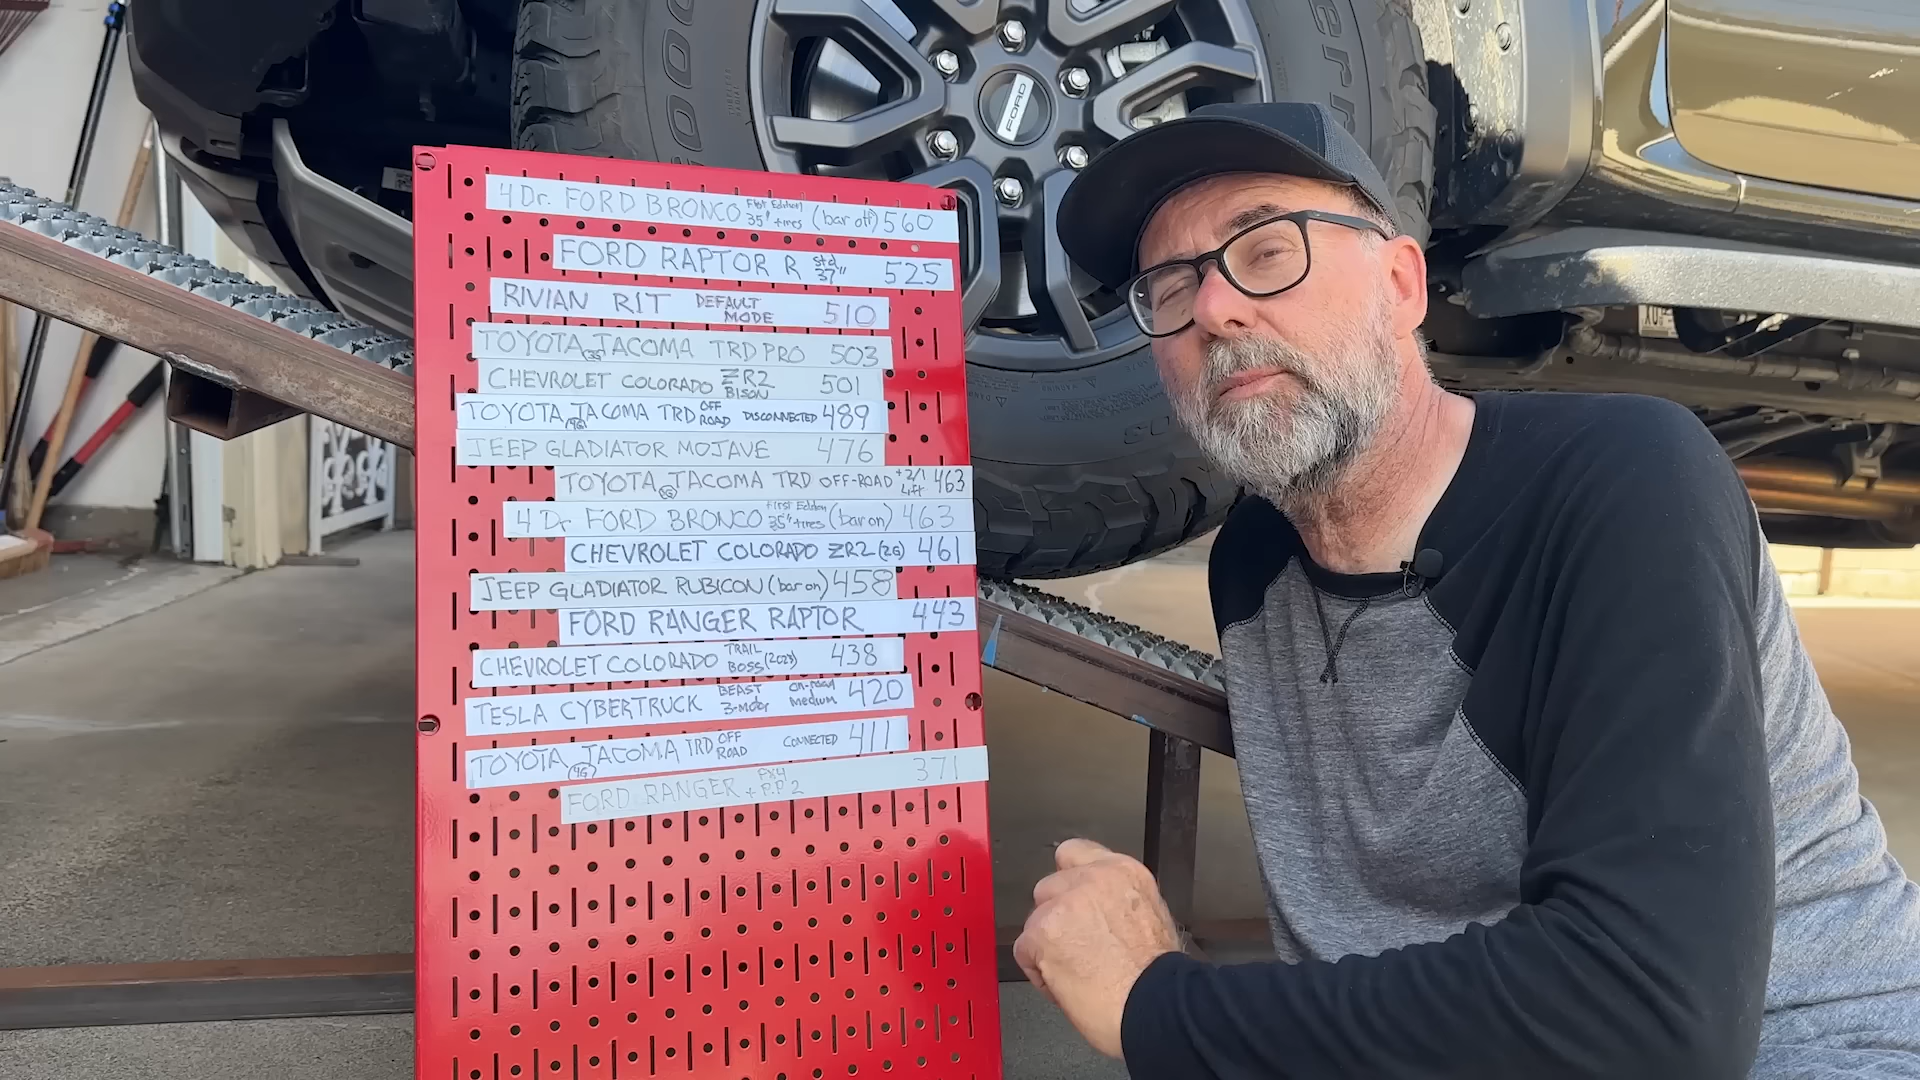 FORD
4 Dr. FORD BRONCO First Edition 35" tires (bar off) 560
FORD RAPTOR R std 37" 525
RIVIAN R1T DEFAULT MODE 510
TOYOTA (3G) TACOMA TRD PRO 503
CHEVROLET COLORADO ZR2 BISON 501
TOYOTA (4G) TACOMA TRD OFF ROAD DISCONNECTED 489
JEEP GLADIATOR MOJAVE 476
TOYOTA (3G) TACOMA TRD OFF-ROAD +2/1 Lift 463
4 Dr FORD BRONCO First Edition 35" tires (bar on) 463
CHEVROLET COLORADO ZR2 (2G) 461
JEEP GLADIATOR RUBICON (bar on) 458
FORD RANGER RAPTOR 443
CHEVROLET COLORADO TRAIL BOSS (2023) 438
TESLA CYBERTRUCK BEAST 3-motor on-road medium 420
TOYOTA (4G) TACOMA TRD OFF ROAD CONNECTED 411
FORD RANGER FX4 + P.P 2 371